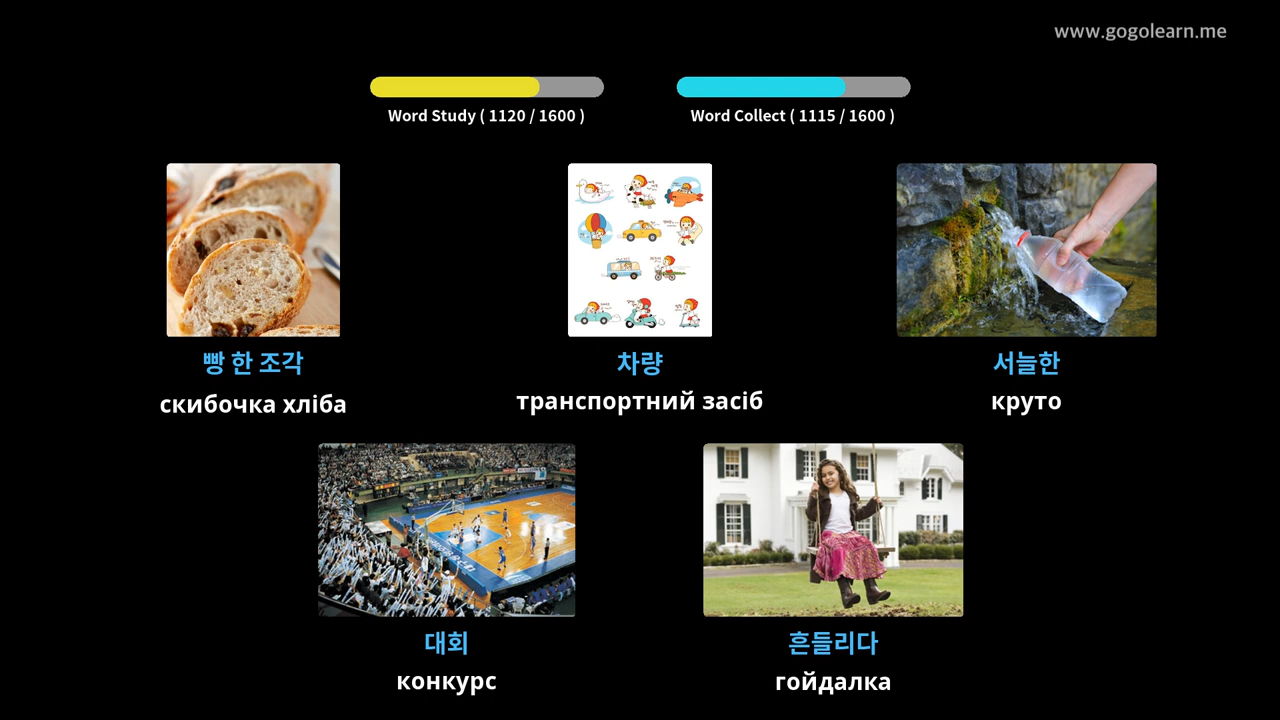 www.gogolearn.me
Word Study ( 1120 / 1600 )
Word Collect ( 1115 / 1600 )
빵 한 조각
차량
서늘한
скибочка хліба
транспортний засіб
круто
대회
흔들리다
конкурс
гойдалка